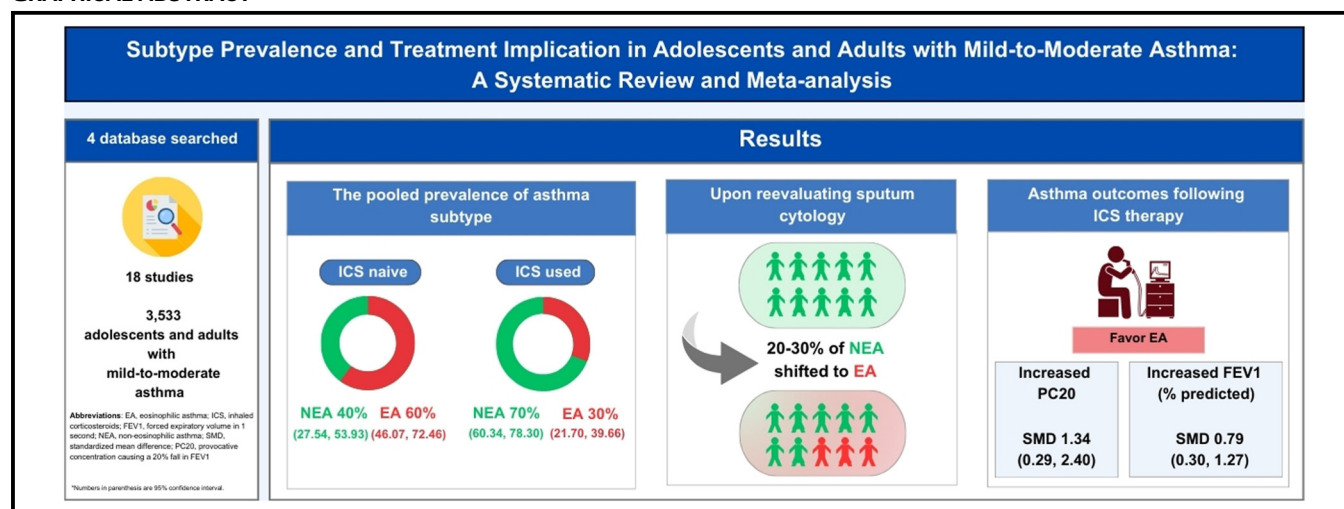 Subtype Prevalence and Treatment Implication in Adolescents and Adults with Mild-to-Moderate Asthma:
A Systematic Review and Meta-analysis
4 database searched
18 studies
3,533
adolescents and adults
with
mild-to-moderate
asthma
Abbreviations: EA, eosinophilic asthma; ICS, inhaled
corticosteroids; FEV1, forced expiratory volume in 1
second; NEA, non-eosinophilic asthma; SMD,
standardized mean difference; PC20, provocative
concentration causing a 20% fall in FEV1
*Numbers in parenthesis are 95% confidence interval.
Results
The pooled prevalence of asthma
subtype
ICS naive
ICS used
NEA 40% EA 60%
(27.54, 53.93) (46.07, 72.46)
NEA 70% EA 30%
(60.34, 78.30) (21.70, 39.66)
Upon reevaluating sputum
cytology
20-30% of NEA
shifted to EA
Asthma outcomes following
ICS therapy
Favor EA
Increased
PC20
SMD 1.34
(0.29, 2.40)
Increased FEV1
(% predicted)
SMD 0.79
(0.30, 1.27)